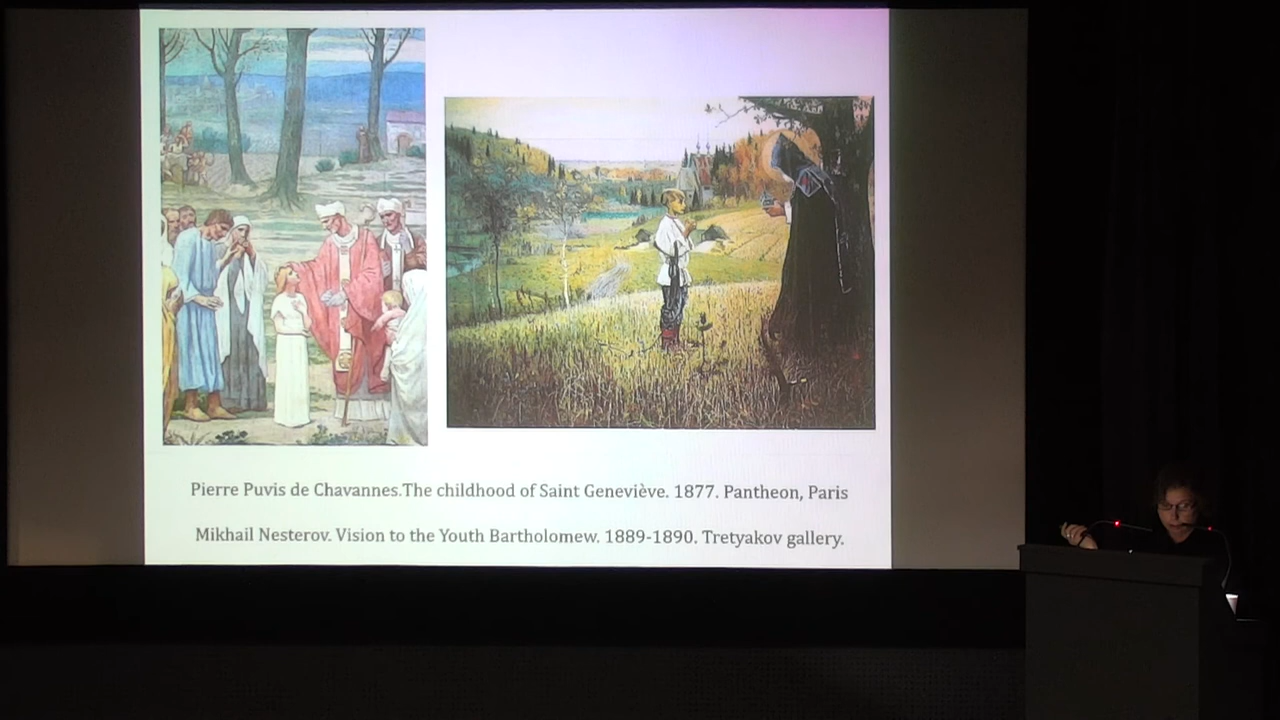 Pierre Puvis de Chavannes.The childhood of Saint Geneviève. 1877. Pantheon, Paris
Mikhail Nesterov. Vision to the Youth Bartholomew. 1889-1890. Tretyakov gallery.